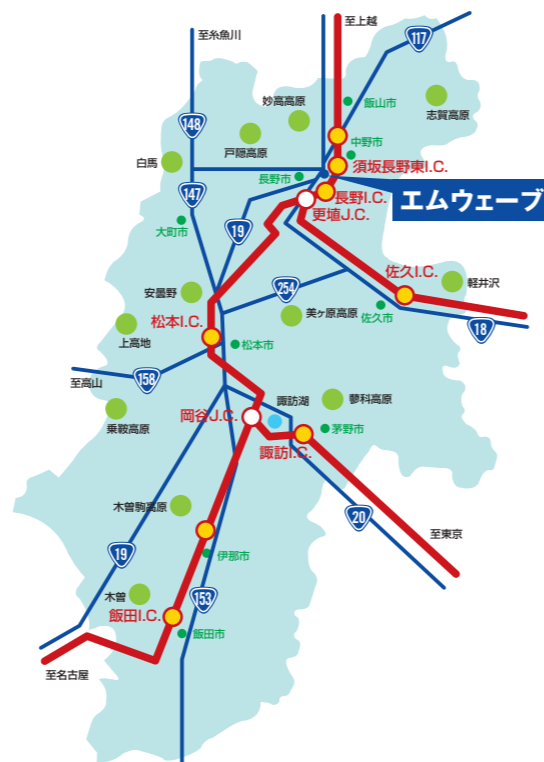 至上越
至糸魚川
117
飯山市
志賀高原
妙高高原
148
戸隠高原
中野市
白馬
須坂長野東I.C.
長野市
147
長野I.C.
エムウェーブ
更埴J.C.
大町市
19
佐久I.C.
軽井沢
安曇野
254
美ヶ原高原
佐久市
上高地
松本I.C.
18
松本市
至高山
158
諏訪湖
蓼科高原
乗鞍高原
岡谷J.C.
茅野市
諏訪I.C.
木曽駒高原
20
至東京
19
伊那市
木曽
153
飯田I.C.
飯田市
至名古屋